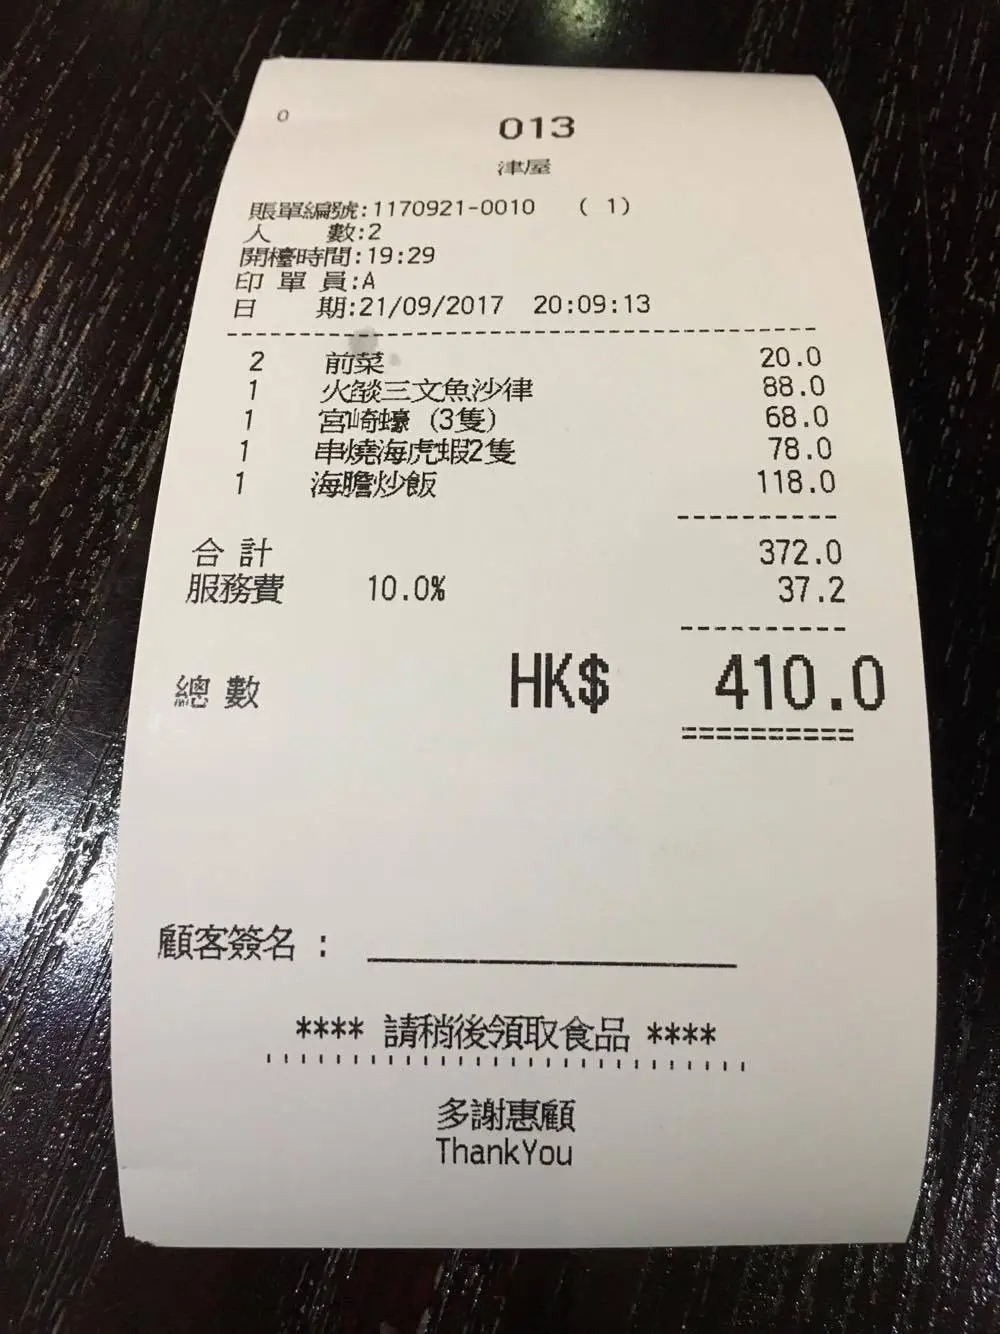 0
013
津屋
賬單編號:1170921-0010 ( 1)
人 數:2
開檯時間:19:29
印 單 員:A
日 期:21/09/2017 20:09:13
2 前菜 20.0
1 火燄三文魚沙律 88.0
1 宮崎蠔 (3隻) 68.0
1 串燒海虎蝦2隻 78.0
1 海膽炒飯 118.0
合 計 372.0
服務費 10.0% 37.2
總 數 HK$ 410.0
顧客簽名 :
**** 請稍後領取食品 ****
多謝惠顧
ThankYou